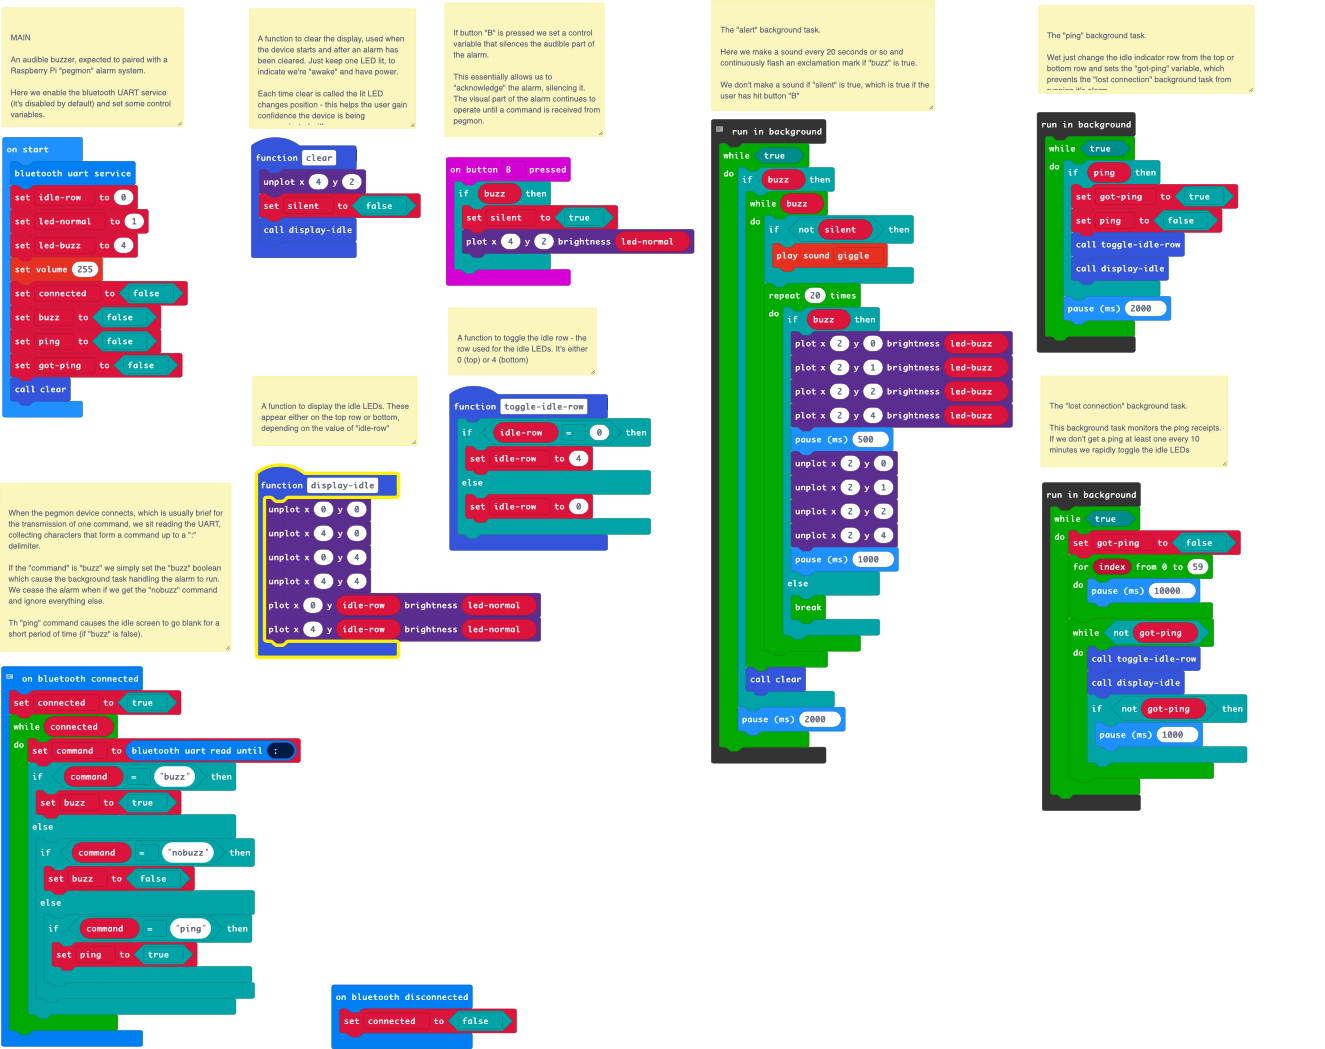 MAIN
An audible buzzer, expected to paired with a
Raspberry Pi "pegmon" alarm system.
Here we enable the bluetooth UART service
(it's disabled by default) and set some control
variables.
on start
bluetooth uart service
set idle-row to 0
set led-normal to 1
set led-buzz to 4
set volume 255
set connected to false
set buzz to false
set ping to false
set got-ping to false
call clear
When the pegmon device connects, which is usually brief for
the transmission of one command, we sit reading the UART,
collecting characters that form a command up to a ":"
delimiter.
If the "command" is "buzz" we simply set the "buzz" boolean
which cause the background task handling the alarm to run.
We cease the alarm when if we get the "nobuzz" command
and ignore everything else.
Th "ping" command causes the idle screen to go blank for a
short period of time (if "buzz" is false).
on bluetooth connected
set connected to true
while connected
do set command to bluetooth uart read until :
if command = "buzz" then
set buzz to true
else
if command = "nobuzz" then
set buzz to false
else
if command = "ping" then
set ping to true
A function to clear the display, used when
the device starts and after an alarm has
been cleared. Just keep one LED lit, to
indicate we're "awake" and have power.
Each time clear is called the lit LED
changes position - this helps the user gain
confidence the device is being
function clear
unplot x 4 y 2
set silent to false
call display-idle
A function to display the idle LEDs. These
appear either on the top row or bottom,
depending on the value of "idle-row"
function display-idle
unplot x 0 y 0
unplot x 4 y 0
unplot x 0 y 4
unplot x 4 y 4
plot x 0 y idle-row brightness led-normal
plot x 4 y idle-row brightness led-normal
on bluetooth disconnected
set connected to false
If button "B" is pressed we set a control
variable that silences the audible part of
the alarm.
This essentially allows us to
"acknowledge" the alarm, silencing it.
The visual part of the alarm continues to
operate until a command is received from
pegmon.
on button B pressed
if buzz then
set silent to true
plot x 4 y 2 brightness led-normal
A function to toggle the idle row - the
row used for the idle LEDs. It's either
0 (top) or 4 (bottom)
function toggle-idle-row
if idle-row = 0 then
set idle-row to 4
else
set idle-row to 0
The "alert" background task.
Here we make a sound every 20 seconds or so and
continuously flash an exclamation mark if "buzz" is true.
We don't make a sound if "silent" is true, which is true if the
user has hit button "B"
run in background
while true
do if buzz then
while buzz
do if not silent then
play sound giggle
repeat 20 times
do if buzz then
plot x 2 y 0 brightness led-buzz
plot x 2 y 1 brightness led-buzz
plot x 2 y 2 brightness led-buzz
plot x 2 y 4 brightness led-buzz
pause (ms) 500
unplot x 2 y 0
unplot x 2 y 1
unplot x 2 y 2
unplot x 2 y 4
pause (ms) 1000
else
break
call clear
pause (ms) 2000
The "ping" background task.
Wet just change the idle indicator row from the top or
bottom row and sets the "got-ping" variable, which
prevents the "lost connection" background task from
run in background
while true
do if ping then
set got-ping to true
set ping to false
call toggle-idle-row
call display-idle
pause (ms) 2000
The "lost connection" background task.
This background task monitors the ping receipts.
If we don't get a ping at least one every 10
minutes we rapidly toggle the idle LEDs
run in background
while true
do set got-ping to false
for index from 0 to 59
do pause (ms) 10000
while not got-ping
do call toggle-idle-row
call display-idle
if not got-ping then
pause (ms) 1000